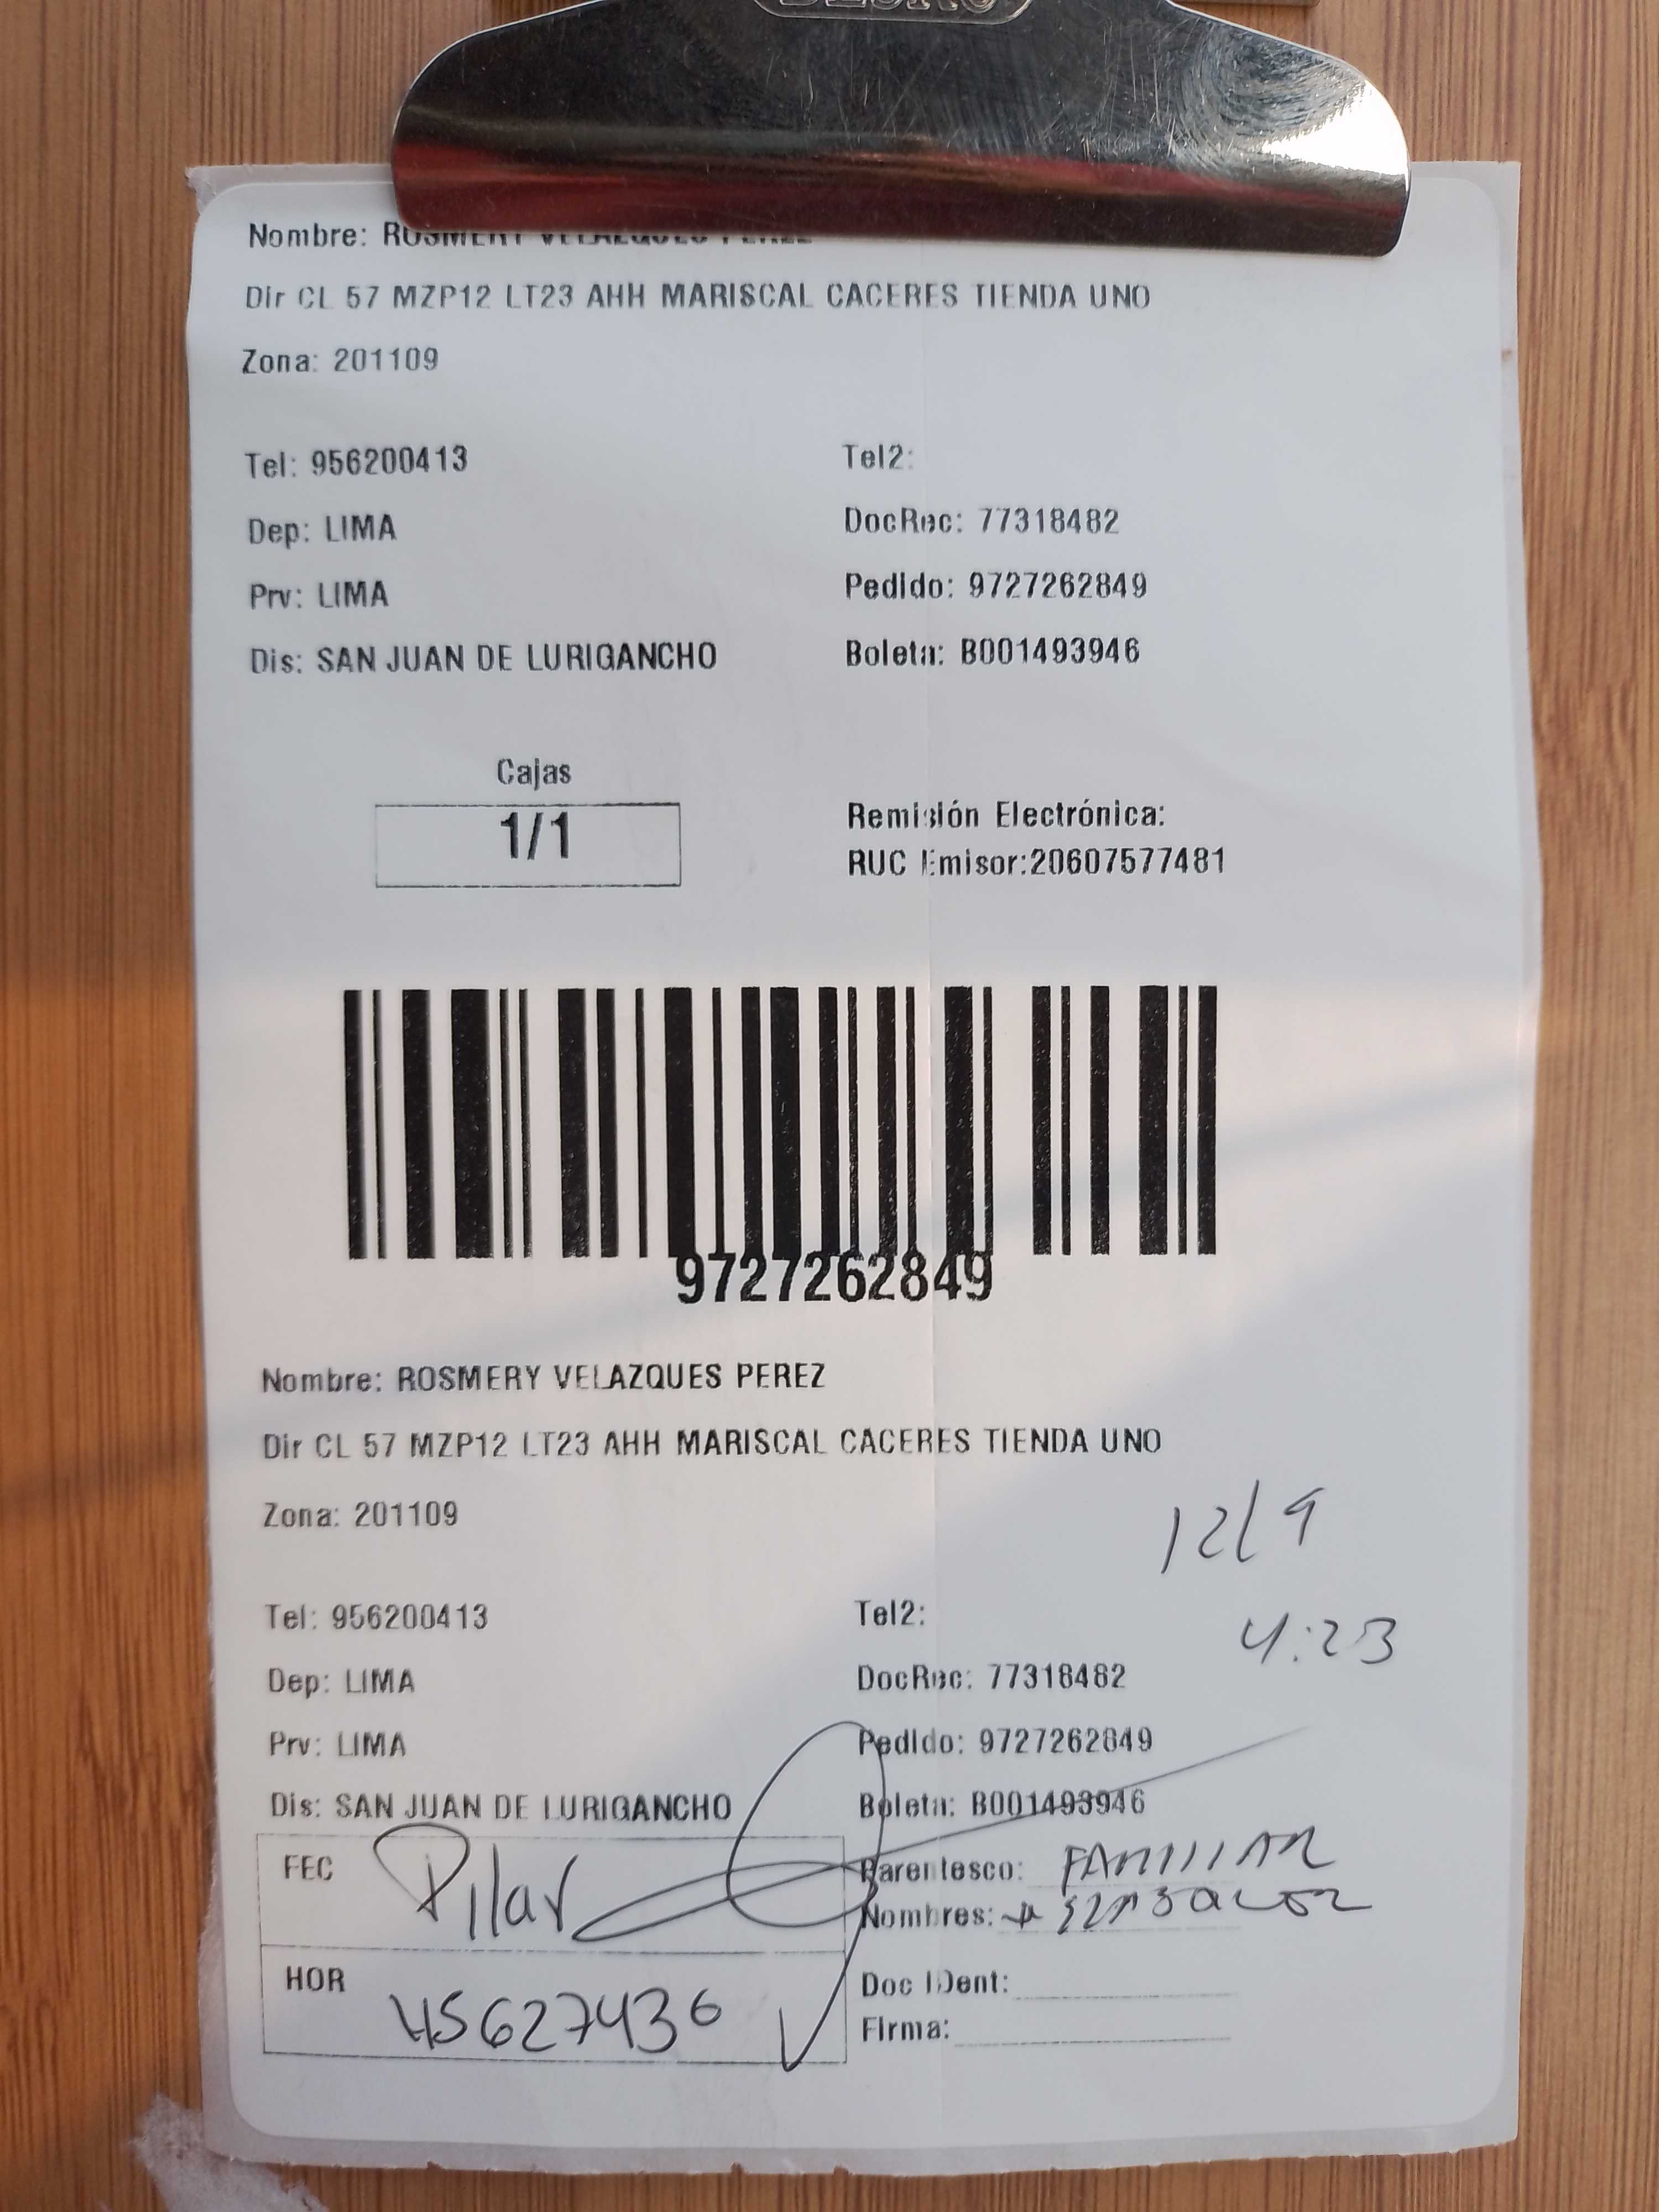 Nombre: ROSMERY VELAZQUES PEREZ
Dir CL 57 MZP12 LT23 AHH MARISCAL CACERES TIENDA UNO
Zona: 201109
Tel: 956200413
Tel2:
Dep: LIMA
DocRec: 77318482
Prv: LIMA
Pedido: 9727262849
Dis: SAN JUAN DE LURIGANCHO
Boleta: B001493946
Cajas
1/1
Remisión Electrónica:
RUC Emisor:20607577481
9727262849
Nombre: ROSMERY VELAZQUES PEREZ
Dir CL 57 MZP12 LT23 AHH MARISCAL CACERES TIENDA UNO
12/9
Zona: 201109
4:23
Tel: 956200413
Tel2:
Dep: LIMA
DocRec: 77318482
Prv: LIMA
Pedido: 9727262849
Dis: SAN JUAN DE LURIGANCHO
Boleta: B001493946
FEC Pilar
Parentesco: FAMILIAR
Nombres:
HOR 45627436
Doc IDent:
Firma: